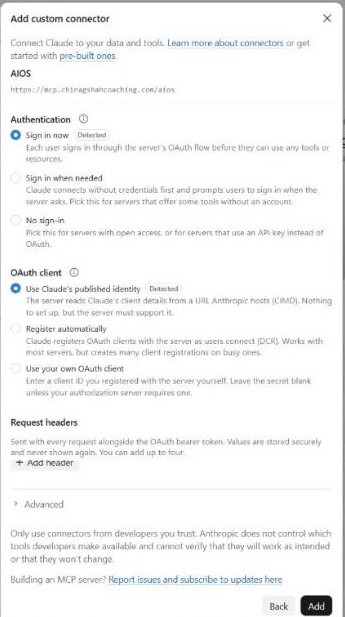 Add custom connector
Connect Claude to your data and tools. Learn more about connectors or get
started with pre-built ones.
AIOS
https://mcp.chiragshahcoaching.com/aios
Authentication
Sign in now Detected
Each user signs in through the server's OAuth flow before they can use any tools or
resources.
Sign in when needed
Claude connects without credentials first and prompts users to sign in when the
server asks. Pick this for servers that offer some tools without an account.
No sign-in
Pick this for servers with open access, or for servers that use an API key instead of
OAuth.
OAuth client
Use Claude's published identity Detected
The server reads Claude's client details from a URL Anthropic hosts (CIMD). Nothing
to set up, but the server must support it.
Register automatically
Claude registers OAuth clients with the server as users connect (DCR). Works with
most servers, but creates many client registrations on busy ones.
Use your own OAuth client
Enter a client ID you registered with the server yourself. Leave the secret blank
unless your authorization server requires one.
Request headers
Sent with every request alongside the OAuth bearer token. Values are stored securely
and never shown again. You can add up to four.
+ Add header
Advanced
Only use connectors from developers you trust. Anthropic does not control which
tools developers make available and cannot verify that they will work as intended
or that they won't change.
Building an MCP server? Report issues and subscribe to updates here
Back Add